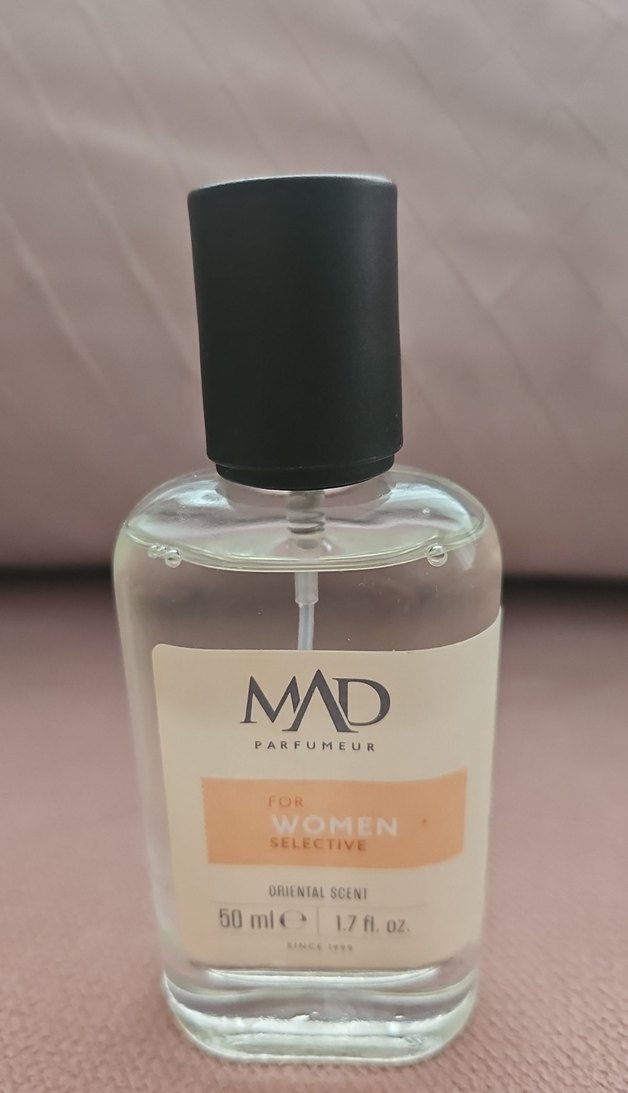 MAD
PARFUMEUR
FOR
WOMEN
SELECTIVE
ORIENTAL SCENT
50 ml ℮ 1.7 fl. oz.
SINCE 1999